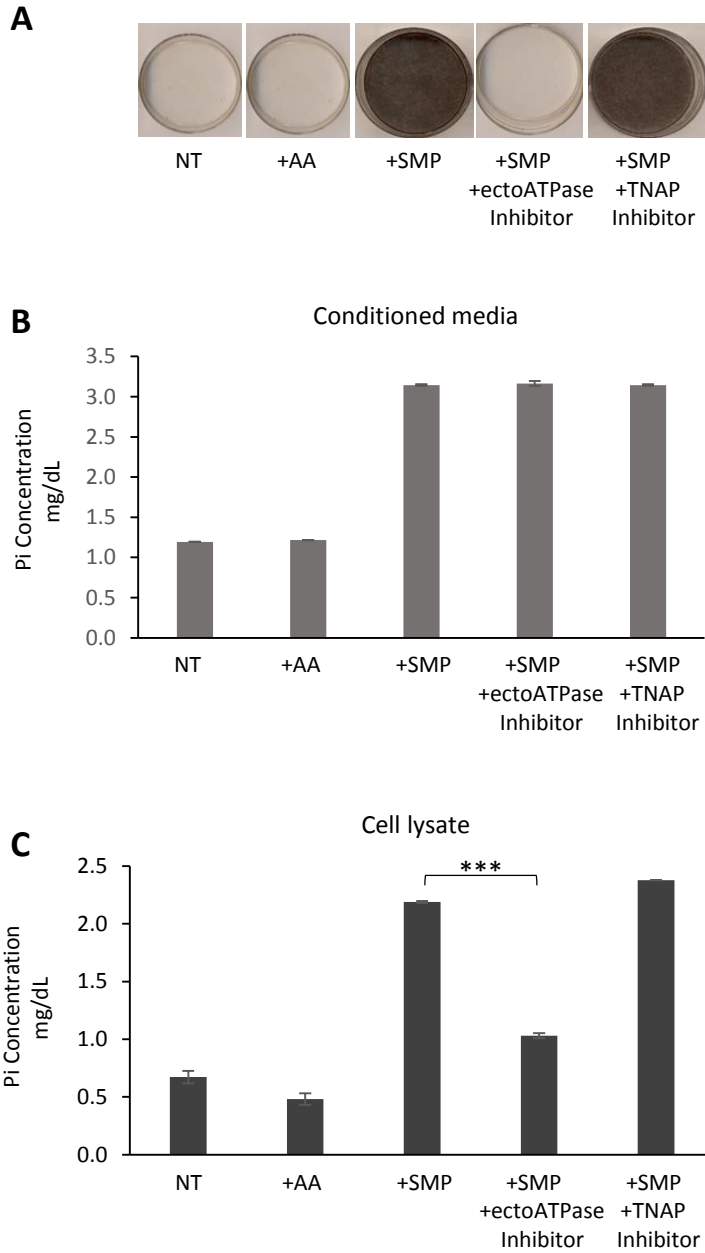 A
NT
+AA
+SMP
+SMP
+ectoATPase
Inhibitor
+SMP
+TNAP
Inhibitor
B
Conditioned media
Pi Concentration
mg/dL
3.5
3.0
2.5
2.0
1.5
1.0
0.5
0.0
NT
+AA
+SMP
+SMP
+ectoATPase
Inhibitor
+SMP
+TNAP
Inhibitor
C
Cell lysate
Pi Concentration
mg/dL
2.5
2.0
1.5
1.0
0.5
0.0
***
NT
+AA
+SMP
+SMP
+ectoATPase
Inhibitor
+SMP
+TNAP
Inhibitor